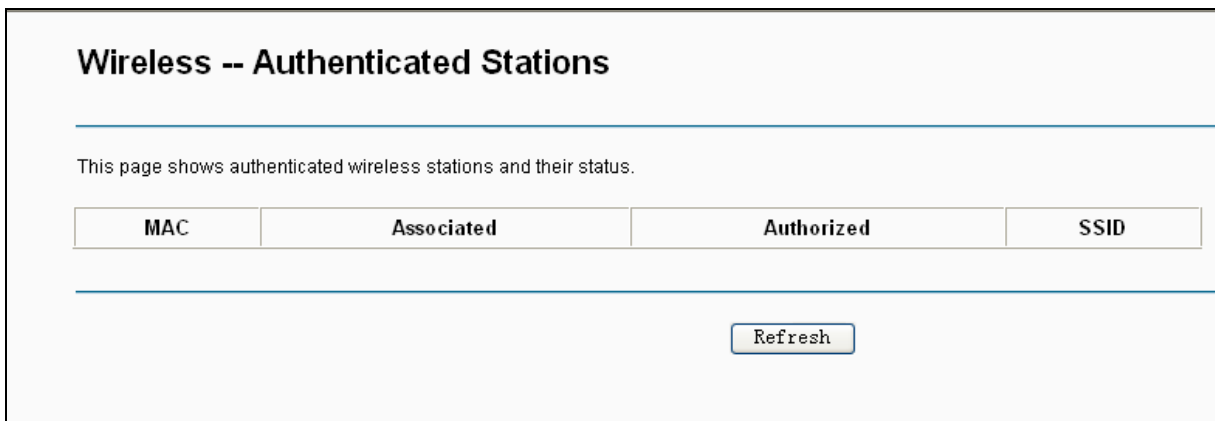 Wireless -- Authenticated Stations
This page shows authenticated wireless stations and their status.
MAC Associated Authorized SSID
Refresh